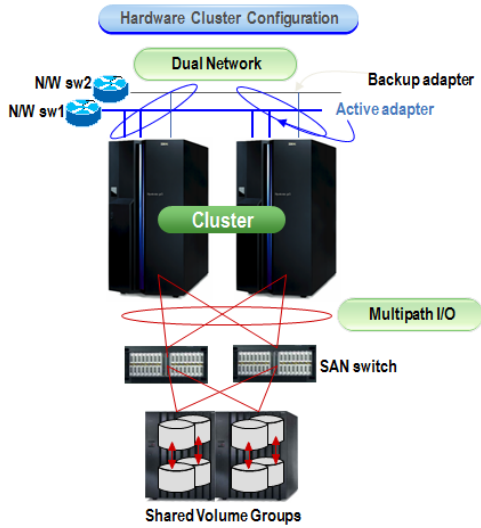 Hardware Cluster Configuration
Dual Network
N/W sw2
Backup adapter
N/W sw1
Active adapter
Cluster
Multipath I/O
SAN switch
Shared Volume Groups